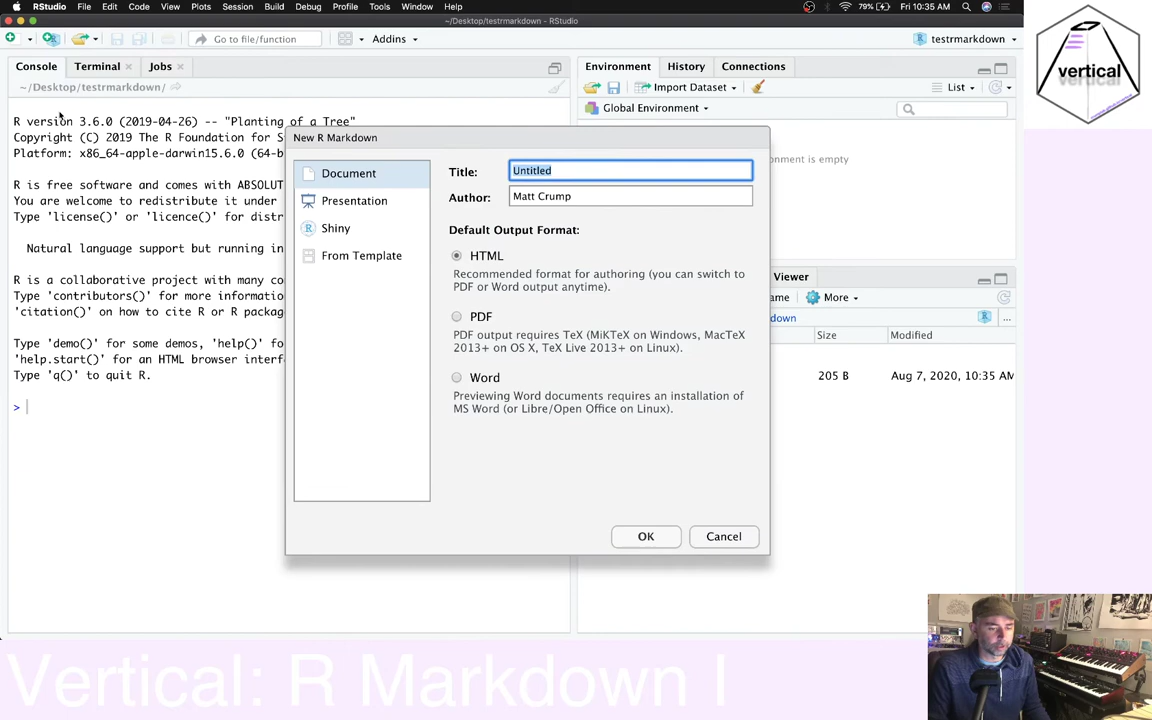 RStudio File Edit Code View Plots Session Build Debug Profile Tools Window Help 79% Fri 10:35 AM
~/Desktop/testrmarkdown - RStudio
Go to file/function Addins testrmarkdown
Console Terminal Jobs
~/Desktop/testrmarkdown/
R version 3.6.0 (2019-04-26) -- "Planting of a Tree"
Copyright (C) 2019 The R Foundation for S
Platform: x86_64-apple-darwin15.6.0 (64-b
R is free software and comes with ABSOLUT
You are welcome to redistribute it under
Type 'license()' or 'licence()' for distr
Natural language support but running in
R is a collaborative project with many co
Type 'contributors()' for more informatio
'citation()' on how to cite R or R packag
Type 'demo()' for some demos, 'help()' fo
'help.start()' for an HTML browser interf
Type 'q()' to quit R.
>
New R Markdown
Document
Presentation
Shiny
From Template
Title: Untitled
Author: Matt Crump
Default Output Format:
HTML
Recommended format for authoring (you can switch to
PDF or Word output anytime).
PDF
PDF output requires TeX (MiKTeX on Windows, MacTeX
2013+ on OS X, TeX Live 2013+ on Linux).
Word
Previewing Word documents requires an installation of
MS Word (or Libre/Open Office on Linux).
OK Cancel
Environment History Connections
Import Dataset List
Global Environment
onment is empty
Viewer
ame More
down ...
Size Modified
205 B Aug 7, 2020, 10:35 AM
vertical
Vertical: R Markdown I